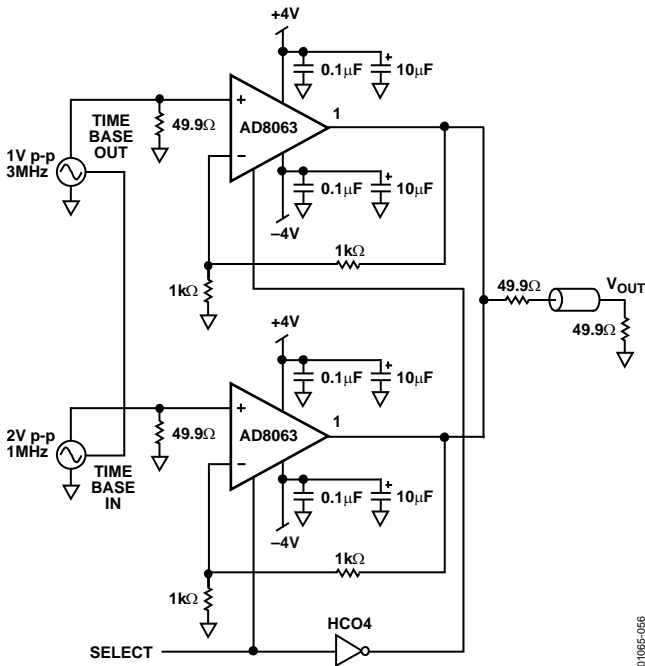 +4V
0.1µF
10µF
+
+
AD8063
–
1
TIME
BASE
OUT
49.9Ω
1V p-p
3MHz
0.1µF
10µF
+
–4V
1kΩ
1kΩ
49.9Ω
VOUT
49.9Ω
+4V
0.1µF
10µF
+
+
AD8063
–
1
49.9Ω
2V p-p
1MHz
TIME
BASE
IN
0.1µF
10µF
+
–4V
1kΩ
1kΩ
HCO4
SELECT
01065-056